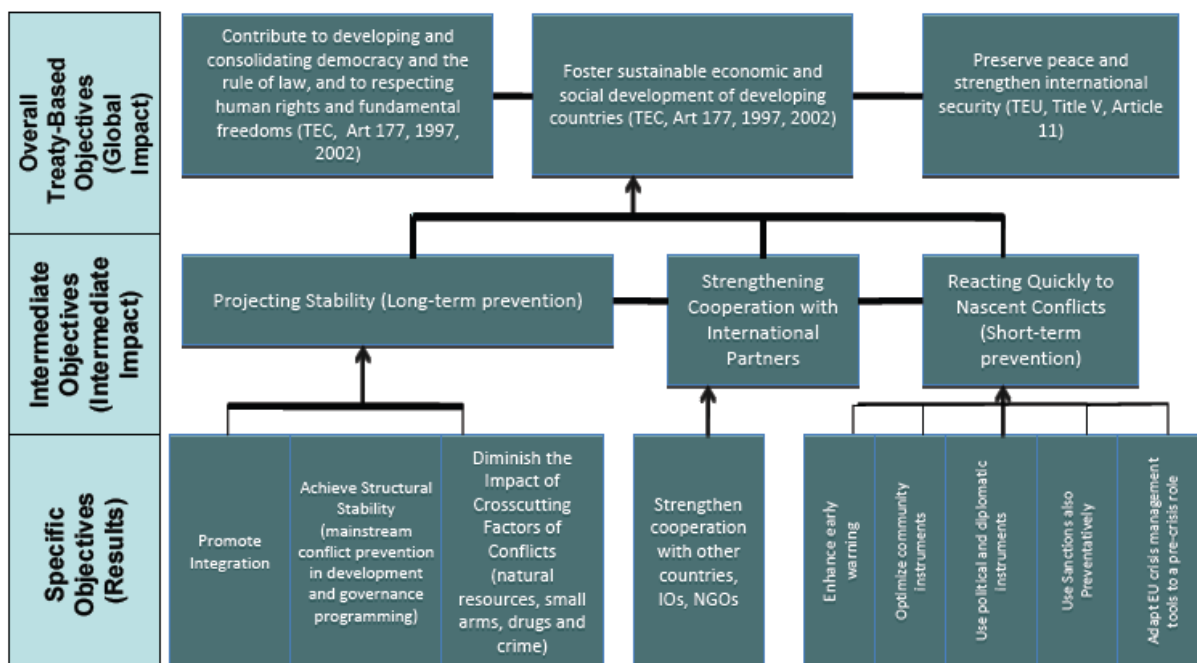 Overall
Treaty-Based
Objectives
(Global
Impact)
Contribute to developing and
consolidating democracy and the
rule of law, and to respecting
human rights and fundamental
freedoms (TEC,  Art 177, 1997,
2002)
Foster sustainable economic and
social development of developing
countries (TEC, Art 177, 1997, 2002)
Preserve peace and
strengthen international
security (TEU, Title V, Article
11)
Intermediate
Objectives
(Intermediate
Impact)
Projecting Stability (Long-term prevention)
Strengthening
Cooperation with
International
Partners
Reacting Quickly to
Nascent Conflicts
(Short-term
prevention)
Specific
Objectives
(Results)
Promote
Integration
Achieve Structural
Stability
(mainstream
conflict prevention
in development
and governance
programming)
Diminish the
Impact of
Crosscutting
Factors of
Conflicts
(natural
resources, small
arms, drugs and
crime)
Strengthen
cooperation
with other
countries,
IOs, NGOs
Enhance early
warning
Optimize community
instruments
Use political and diplomatic
instruments
Use Sanctions also
Preventatively
Adapt EU crisis management
tools to a pre-crisis role